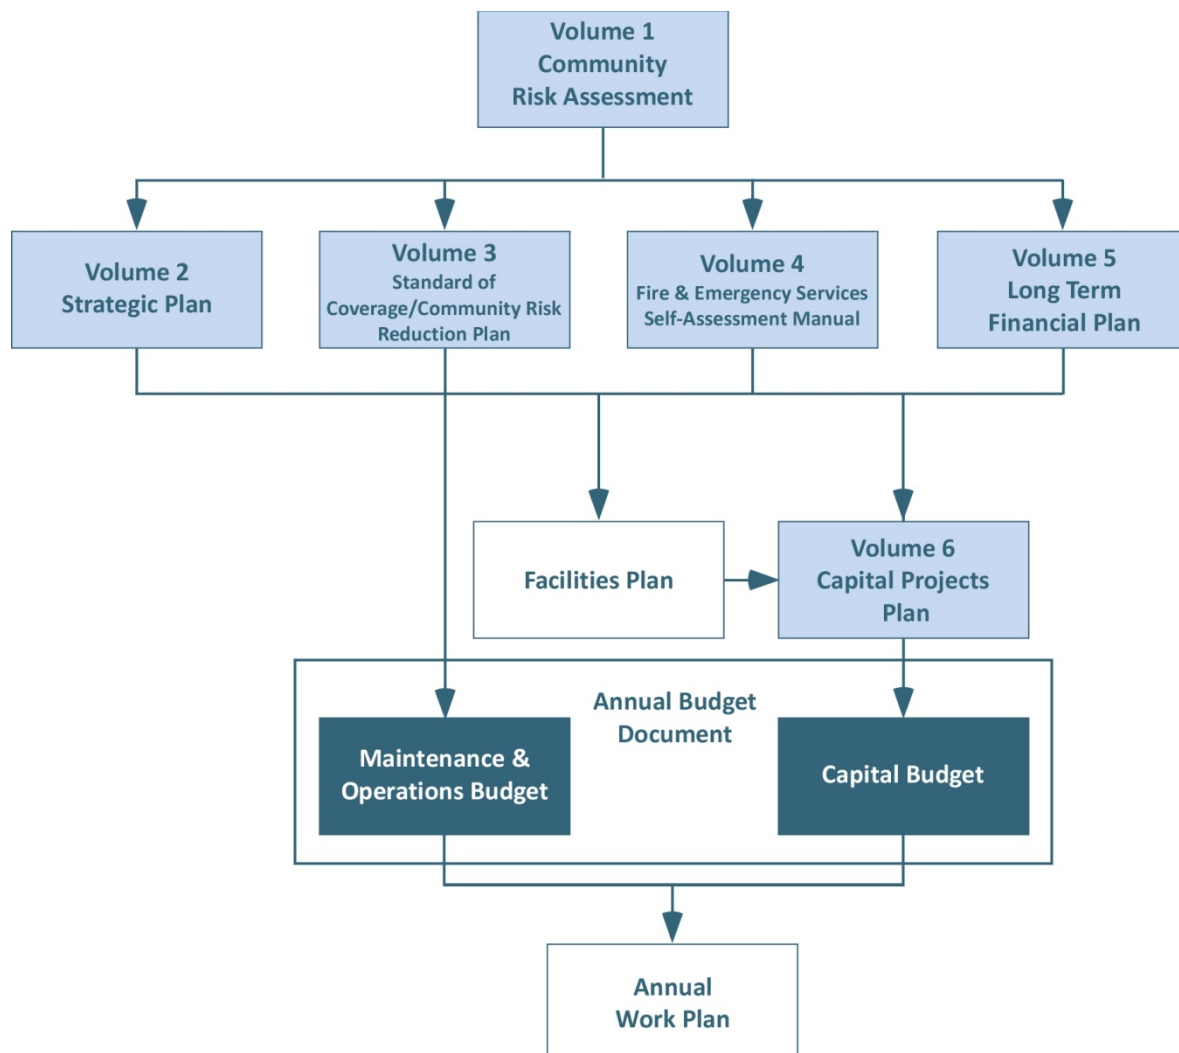 Volume 1
Community
Risk Assessment
Volume 2
Strategic Plan
Volume 3
Standard of
Coverage/Community Risk
Reduction Plan
Volume 4
Fire & Emergency Services
Self-Assessment Manual
Volume 5
Long Term
Financial Plan
Facilities Plan
Volume 6
Capital Projects
Plan
Annual Budget
Document
Maintenance &
Operations Budget
Capital Budget
Annual
Work Plan